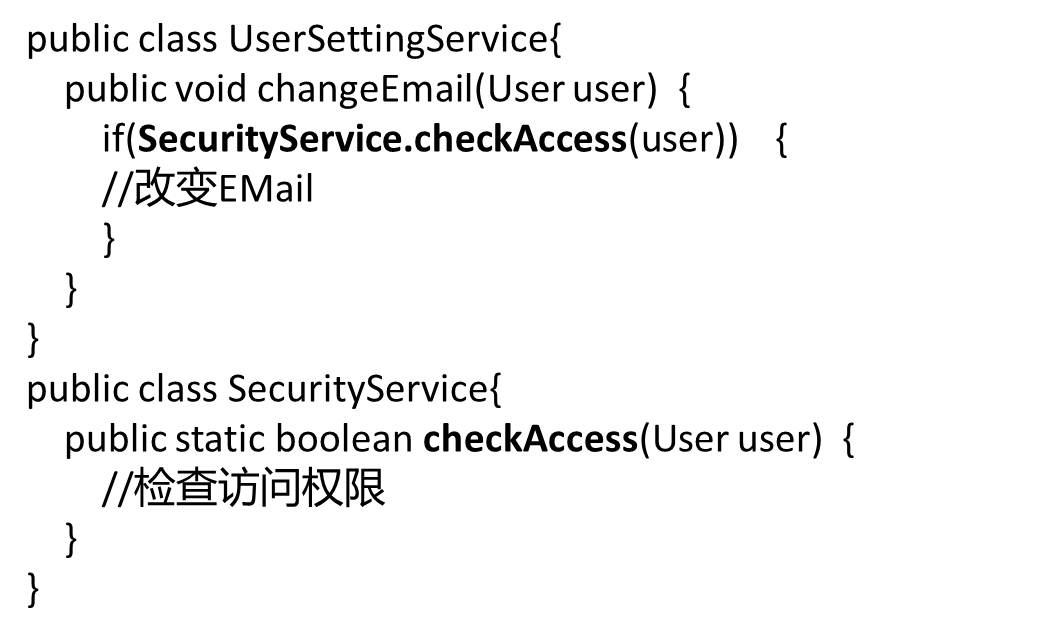 public class UserSettingService{
public void changeEmail(User user) {
if(SecurityService.checkAccess(user)) {
//改变EMail
}
}
}
public class SecurityService{
public static boolean checkAccess(User user) {
//检查访问权限
}
}